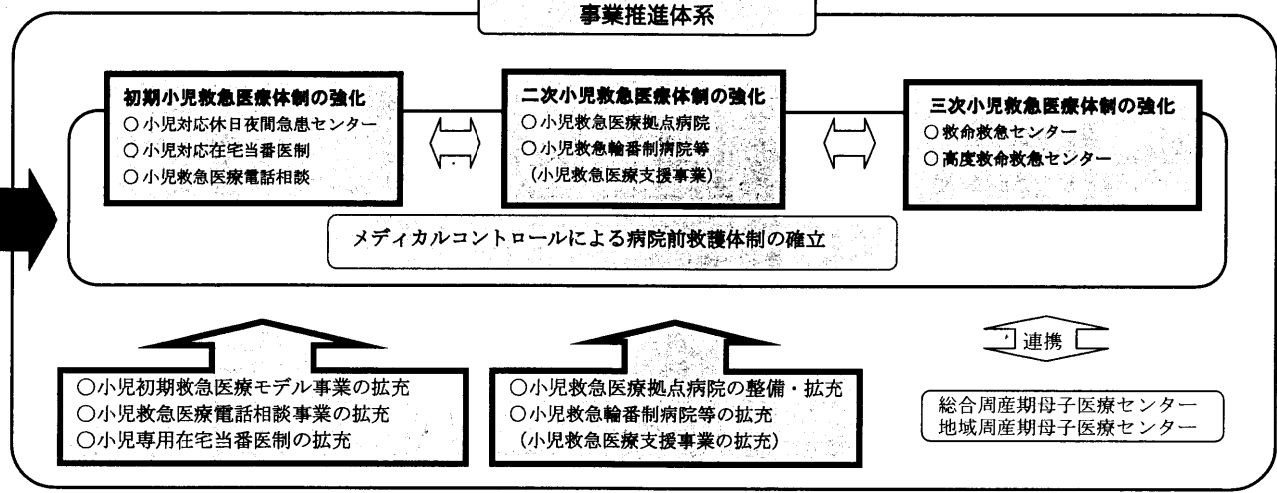 事業推進体系
初期小児救急医療体制の強化
○小児対応休日夜間急患センター
○小児対応在宅当番医制
○小児救急医療電話相談
二次小児救急医療体制の強化
○小児救急医療拠点病院
○小児救急輪番制病院等
(小児救急医療支援事業)
三次小児救急医療体制の強化
○救命救急センター
○高度救命救急センター
メディカルコントロールによる病院前救護体制の確立
○小児初期救急医療モデル事業の拡充
○小児救急医療電話相談事業の拡充
○小児専用在宅当番医制の拡充
○小児救急医療拠点病院の整備・拡充
○小児救急輪番制病院等の拡充
(小児救急医療支援事業の拡充)
連携
総合周産期母子医療センター
地域周産期母子医療センター